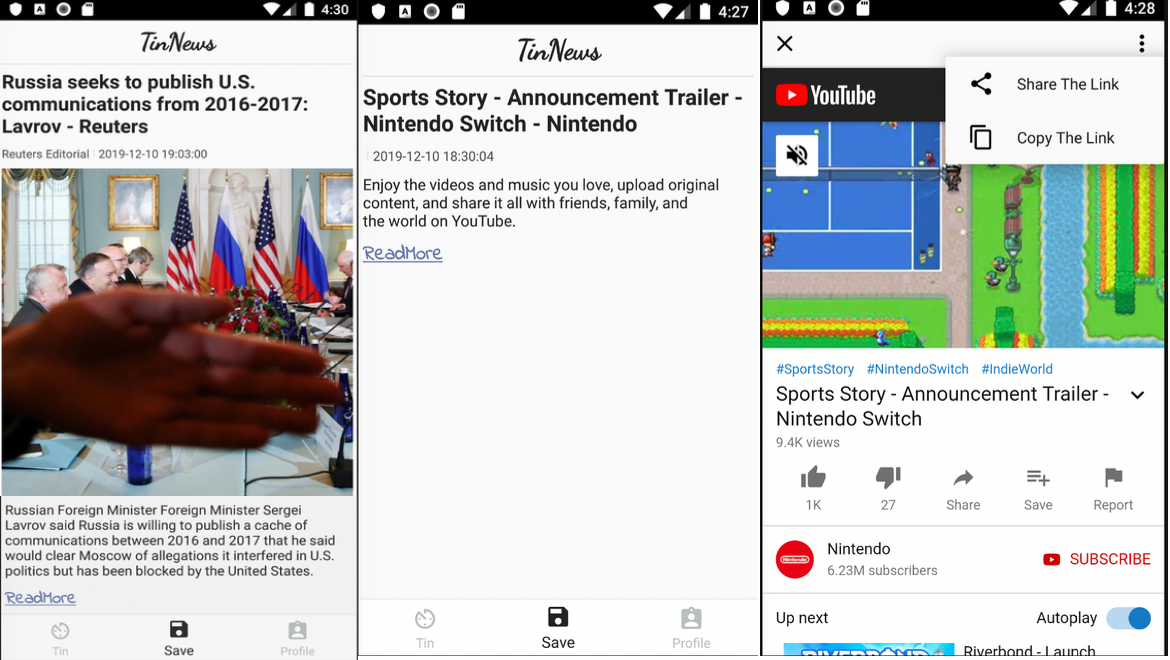 4:30
TinNews
Russia seeks to publish U.S.
communications from 2016-2017:
Lavrov - Reuters
Reuters Editorial | 2019-12-10 19:03:00
Russian Foreign Minister Foreign Minister Sergei
Lavrov said Russia is willing to publish a cache of
communications between 2016 and 2017 that he said
would clear Moscow of allegations it interfered in U.S.
politics but has been blocked by the United States.
ReadMore
Tin
Save
Profile
4:27
TinNews
Sports Story - Announcement Trailer -
Nintendo Switch - Nintendo
| 2019-12-10 18:30:04
Enjoy the videos and music you love, upload original
content, and share it all with friends, family, and
the world on YouTube.
ReadMore
Tin
Save
Profile
4:28
Share The Link
Copy The Link
YouTube
#SportsStory #NintendoSwitch #IndieWorld
Sports Story - Announcement Trailer -
Nintendo Switch
9.4K views
1K
27
Share
Save
Report
Nintendo
Nintendo
6.23M subscribers
SUBSCRIBE
Up next
Autoplay
RIVERBOND
Riverbond - Launch